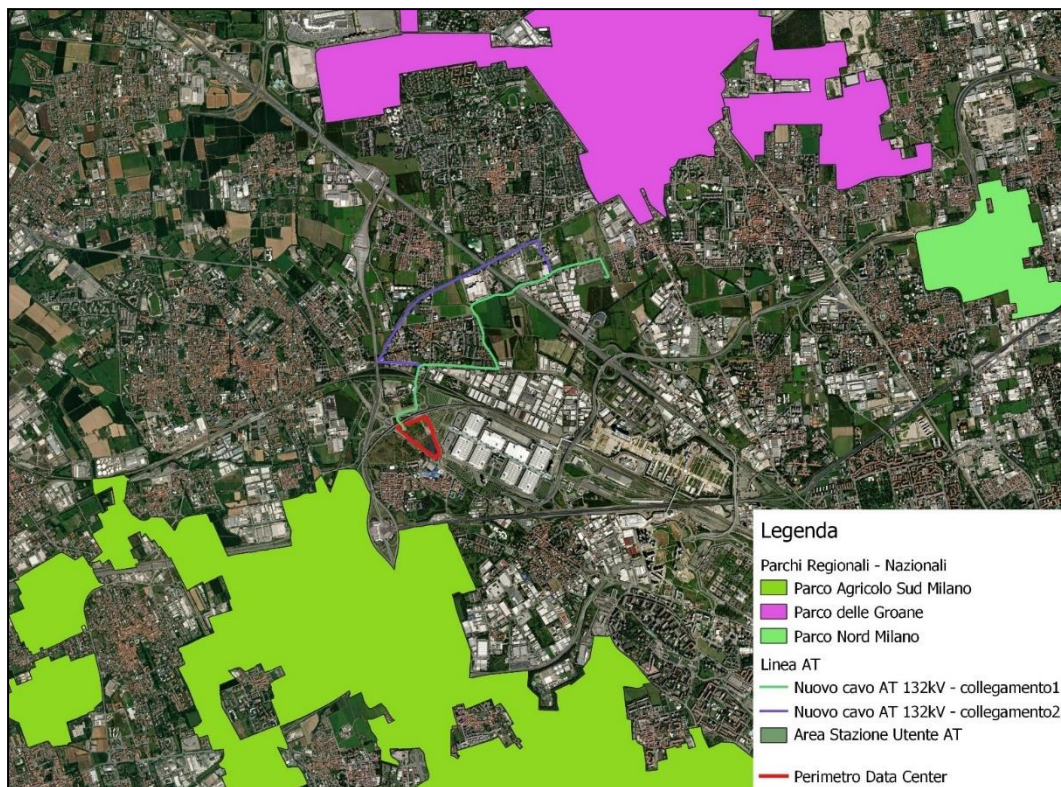 Legenda
Parchi Regionali - Nazionali
Parco Agricolo Sud Milano
Parco delle Groane
Parco Nord Milano
Linea AT
Nuovo cavo AT 132kV - collegamento1
Nuovo cavo AT 132kV - collegamento2
Area Stazione Utente AT
Perimetro Data Center